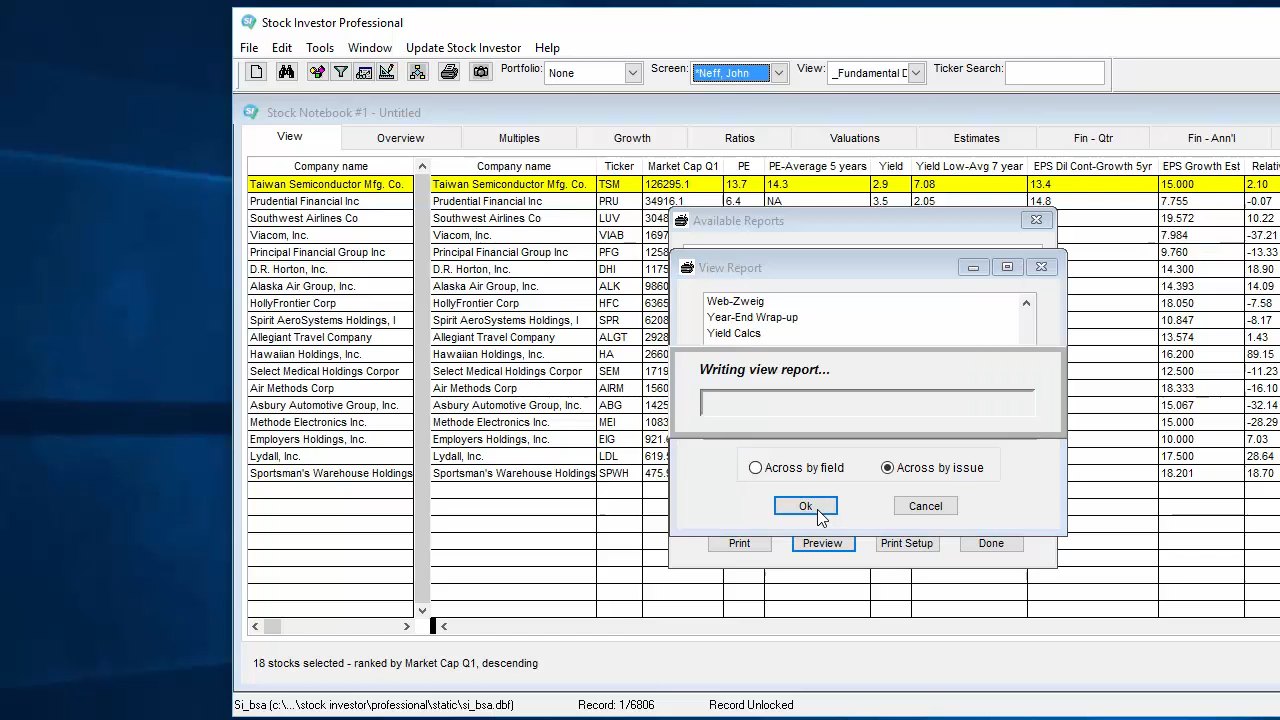 Stock Investor Professional
File Edit Tools Window Update Stock Investor Help
Portfolio: None Screen: *Neff, John View: _Fundamental D Ticker Search:
Stock Notebook #1 - Untitled
View Overview Multiples Growth Ratios Valuations Estimates Fin - Qtr Fin - Ann'l
Company name Company name Ticker Market Cap Q1 PE PE-Average 5 years Yield Yield Low-Avg 7 year EPS Dil Cont-Growth 5yr EPS Growth Est Relativ
Taiwan Semiconductor Mfg. Co. Taiwan Semiconductor Mfg. Co. TSM 126295.1 13.7 14.3 2.9 7.08 13.4 15.000 2.10
Prudential Financial Inc Prudential Financial Inc PRU 34916.1 6.4 NA 3.5 2.05 14.8 7.755 -0.07
Southwest Airlines Co Southwest Airlines Co LUV 3048 19.572 10.22
Viacom, Inc. Viacom, Inc. VIAB 1697 7.984 -37.21
Principal Financial Group Inc Principal Financial Group Inc PFG 1258 9.760 -13.33
D.R. Horton, Inc. D.R. Horton, Inc. DHI 1175 14.300 18.90
Alaska Air Group, Inc. Alaska Air Group, Inc. ALK 9860 14.393 14.09
HollyFrontier Corp HollyFrontier Corp HFC 6365 18.050 -7.58
Spirit AeroSystems Holdings, I Spirit AeroSystems Holdings, I SPR 6208 10.847 -8.17
Allegiant Travel Company Allegiant Travel Company ALGT 2928 13.574 1.43
Hawaiian Holdings, Inc. Hawaiian Holdings, Inc. HA 2660 16.200 89.15
Select Medical Holdings Corpor Select Medical Holdings Corpor SEM 1719 12.500 -11.23
Air Methods Corp Air Methods Corp AIRM 1560 18.333 -16.10
Asbury Automotive Group, Inc. Asbury Automotive Group, Inc. ABG 1425 15.067 -32.14
Methode Electronics Inc. Methode Electronics Inc. MEI 1083 15.000 -28.29
Employers Holdings, Inc. Employers Holdings, Inc. EIG 921. 10.000 7.03
Lydall, Inc. Lydall, Inc. LDL 619. 17.500 28.64
Sportsman's Warehouse Holdings Sportsman's Warehouse Holdings SPWH 475. 18.201 18.70
Available Reports
View Report
Web-Zweig
Year-End Wrap-up
Yield Calcs
Writing view report...
Across by field Across by issue
Ok Cancel
Print Preview Print Setup Done
18 stocks selected - ranked by Market Cap Q1, descending
Si_bsa (c:\...\stock investor\professional\static\si_bsa.dbf) Record: 1/6806 Record Unlocked